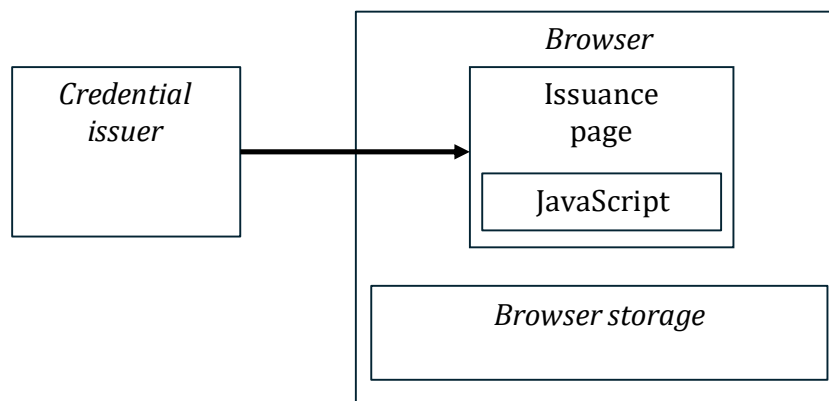 Browser
Credential
issuer
Issuance
page
JavaScript
Browser storage